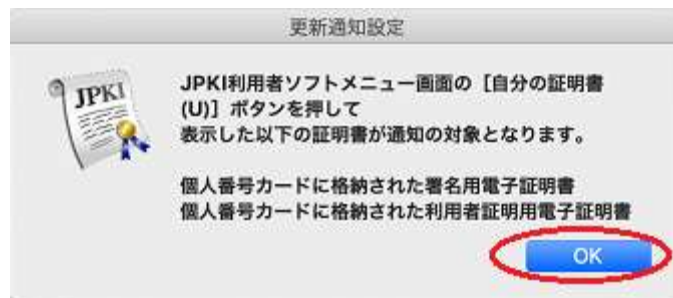 更新通知設定
JPKI
JPKI利用者ソフトメニュー画面の［自分の証明書
(U)］ボタンを押して
表示した以下の証明書が通知の対象となります。
個人番号カードに格納された署名用電子証明書
個人番号カードに格納された利用者証明用電子証明書
OK